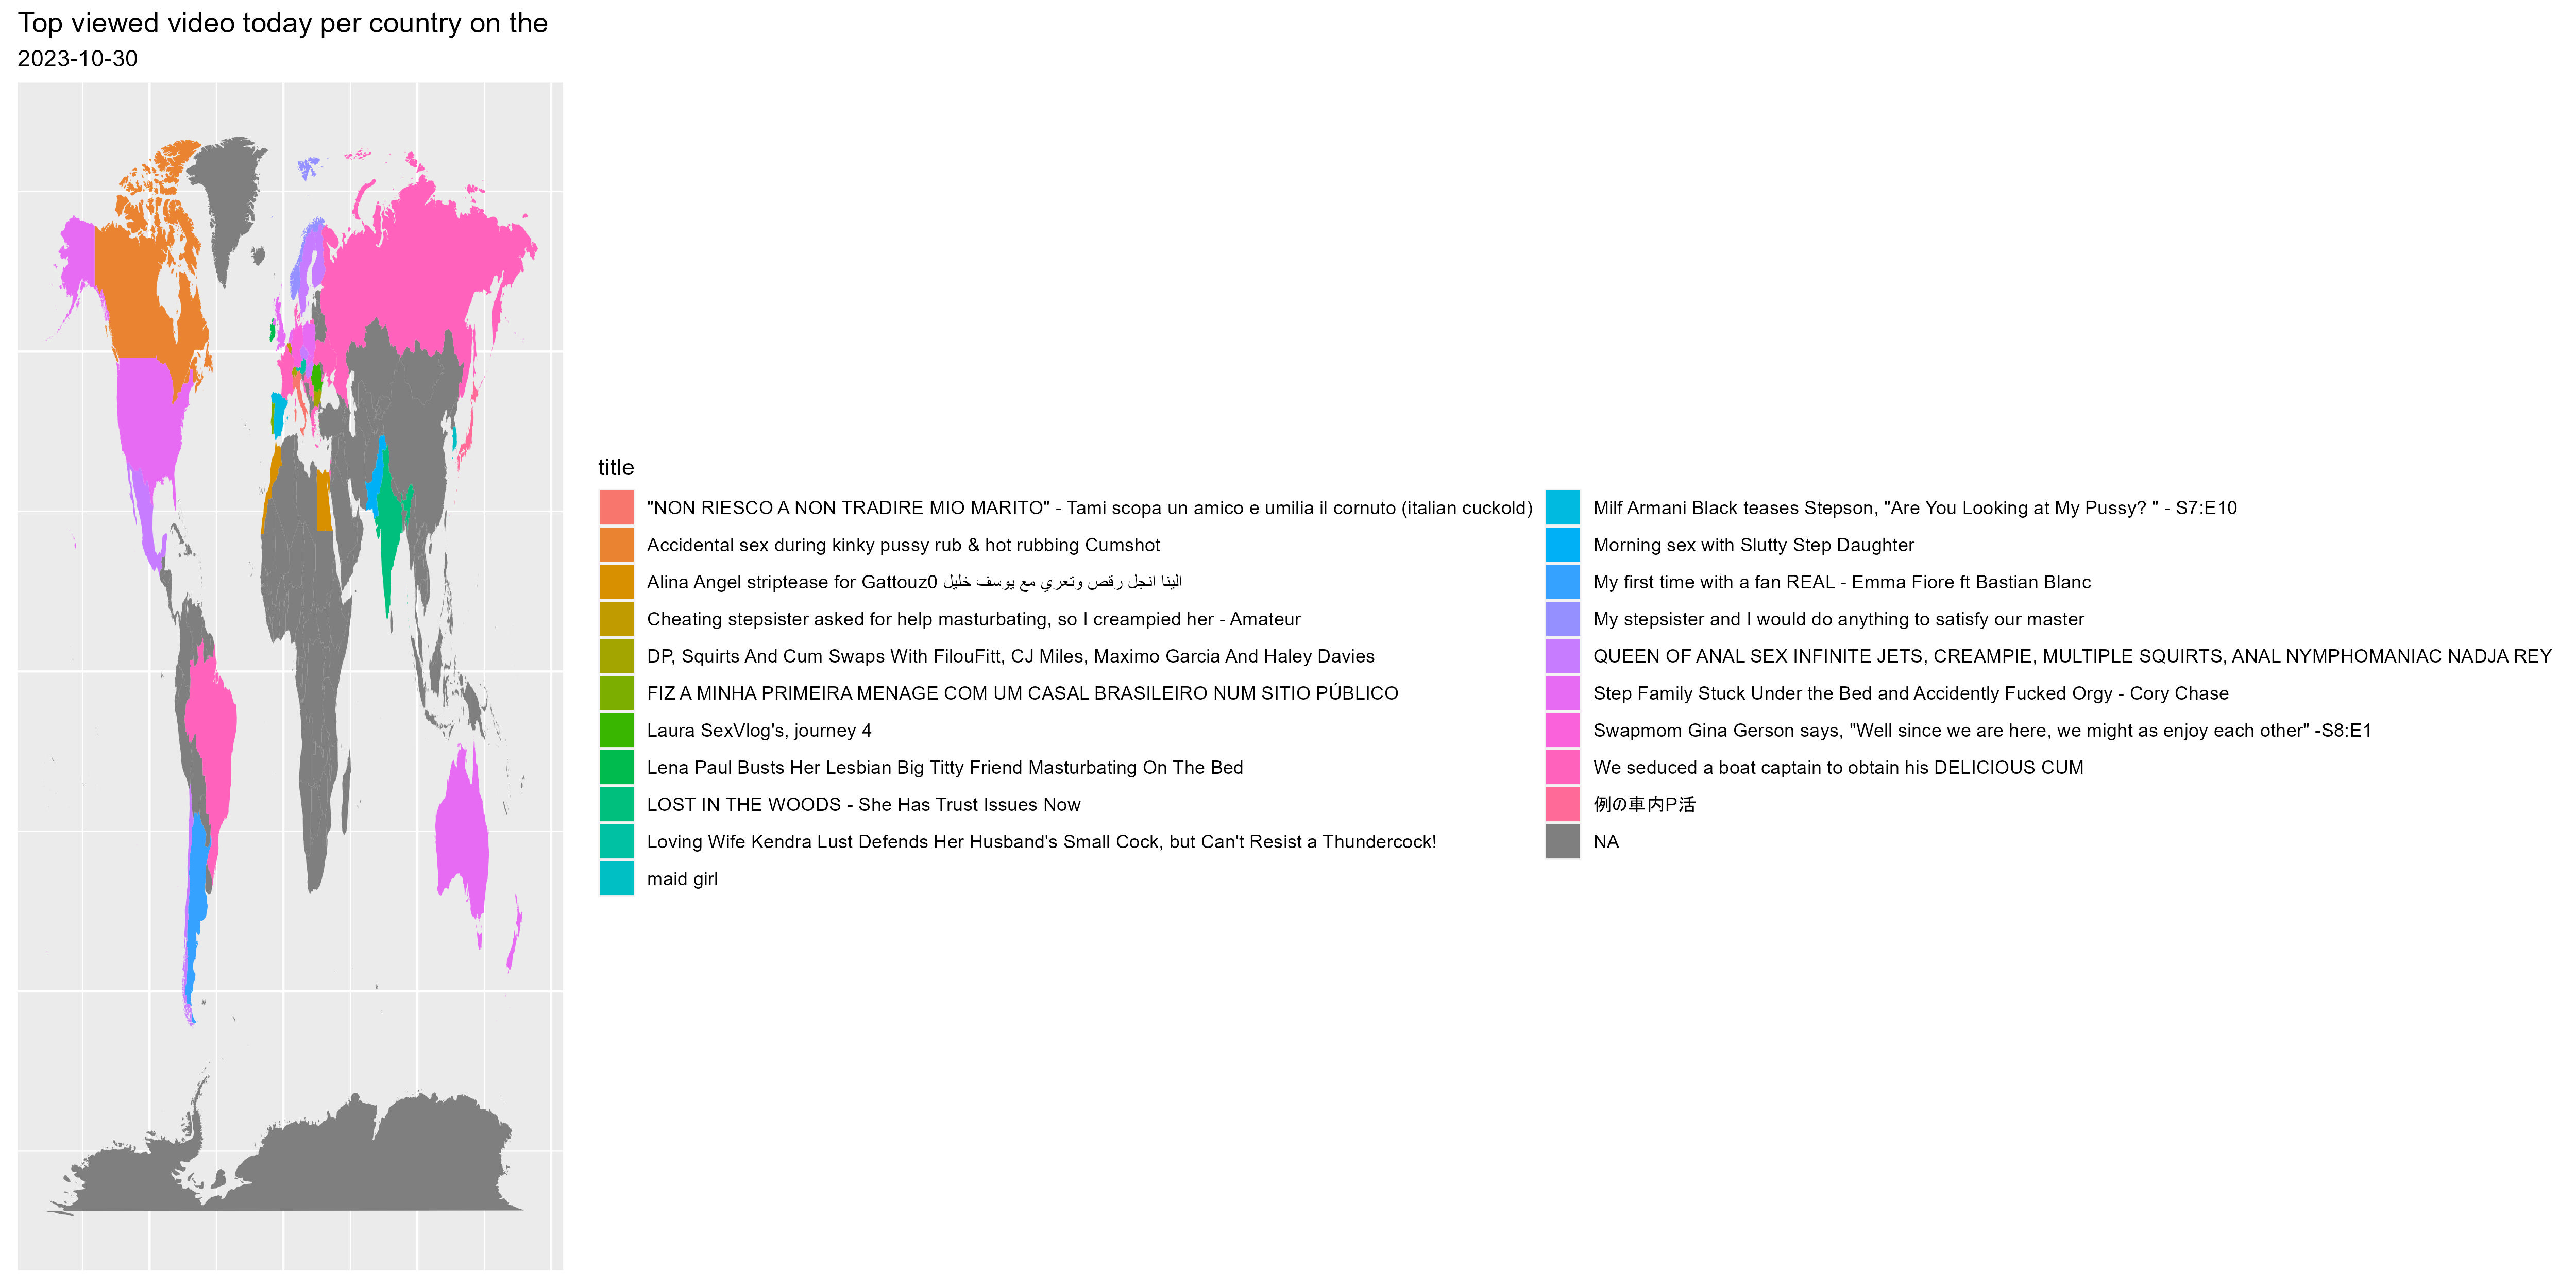 Top viewed video today per country on the
2023-10-30
title
"NON RIESCO A NON TRADIRE MIO MARITO" - Tami scopa un amico e umilia il cornuto (italian cuckold)
Accidental sex during kinky pussy rub & hot rubbing Cumshot
Alina Angel striptease for Gattouz0 الينا انجل رقص وتعري مع يوسف خليل
Cheating stepsister asked for help masturbating, so I creampied her - Amateur
DP, Squirts And Cum Swaps With FilouFitt, CJ Miles, Maximo Garcia And Haley Davies
FIZ A MINHA PRIMEIRA MENAGE COM UM CASAL BRASILEIRO NUM SITIO PÚBLICO
Laura SexVlog's, journey 4
Lena Paul Busts Her Lesbian Big Titty Friend Masturbating On The Bed
LOST IN THE WOODS - She Has Trust Issues Now
Loving Wife Kendra Lust Defends Her Husband's Small Cock, but Can't Resist a Thundercock!
maid girl
Milf Armani Black teases Stepson, "Are You Looking at My Pussy? " - S7:E10
Morning sex with Slutty Step Daughter
My first time with a fan REAL - Emma Fiore ft Bastian Blanc
My stepsister and I would do anything to satisfy our master
QUEEN OF ANAL SEX INFINITE JETS, CREAMPIE, MULTIPLE SQUIRTS, ANAL NYMPHOMANIAC NADJA REY
Step Family Stuck Under the Bed and Accidently Fucked Orgy - Cory Chase
Swapmom Gina Gerson says, "Well since we are here, we might as enjoy each other" -S8:E1
We seduced a boat captain to obtain his DELICIOUS CUM
例の車内P活
NA